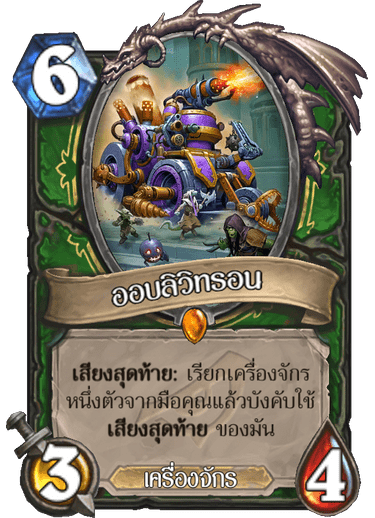 6
ออบลิวิทรอน
เสียงสุดท้าย: เรียกเครื่องจักร
หนึ่งตัวจากมือคุณแล้วบังคับใช้
เสียงสุดท้าย ของมัน
3
เครื่องจักร
4